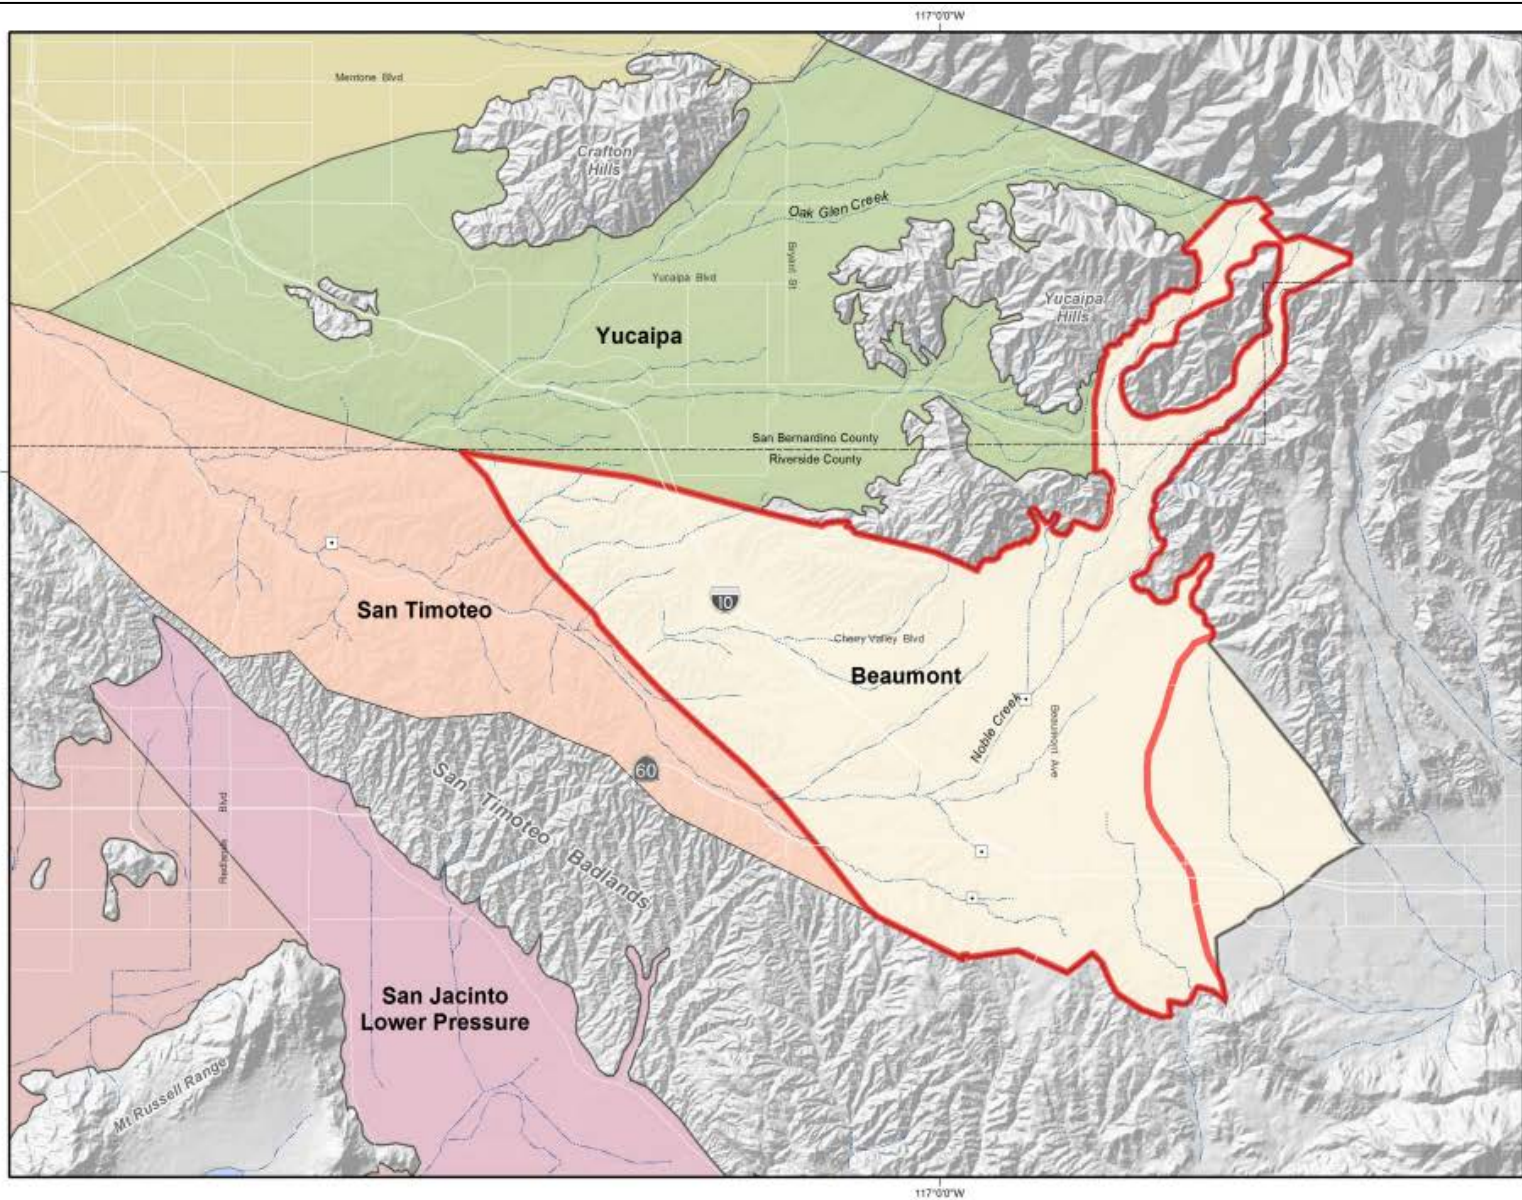 117°0'0"W
Mentone Blvd
Crafton
Hills
Oak Glen Creek
Bryant St
Yucaipa Blvd
Yucaipa
Hills
Yucaipa
San Bernardino County
Riverside County
San Timoteo
10
Cherry Valley Blvd
Beaumont
Noble Creek
Beaumont Ave
60
San Timoteo Badlands
Redlands Blvd
San Jacinto
Lower Pressure
Mt Russell Range
117°0'0"W